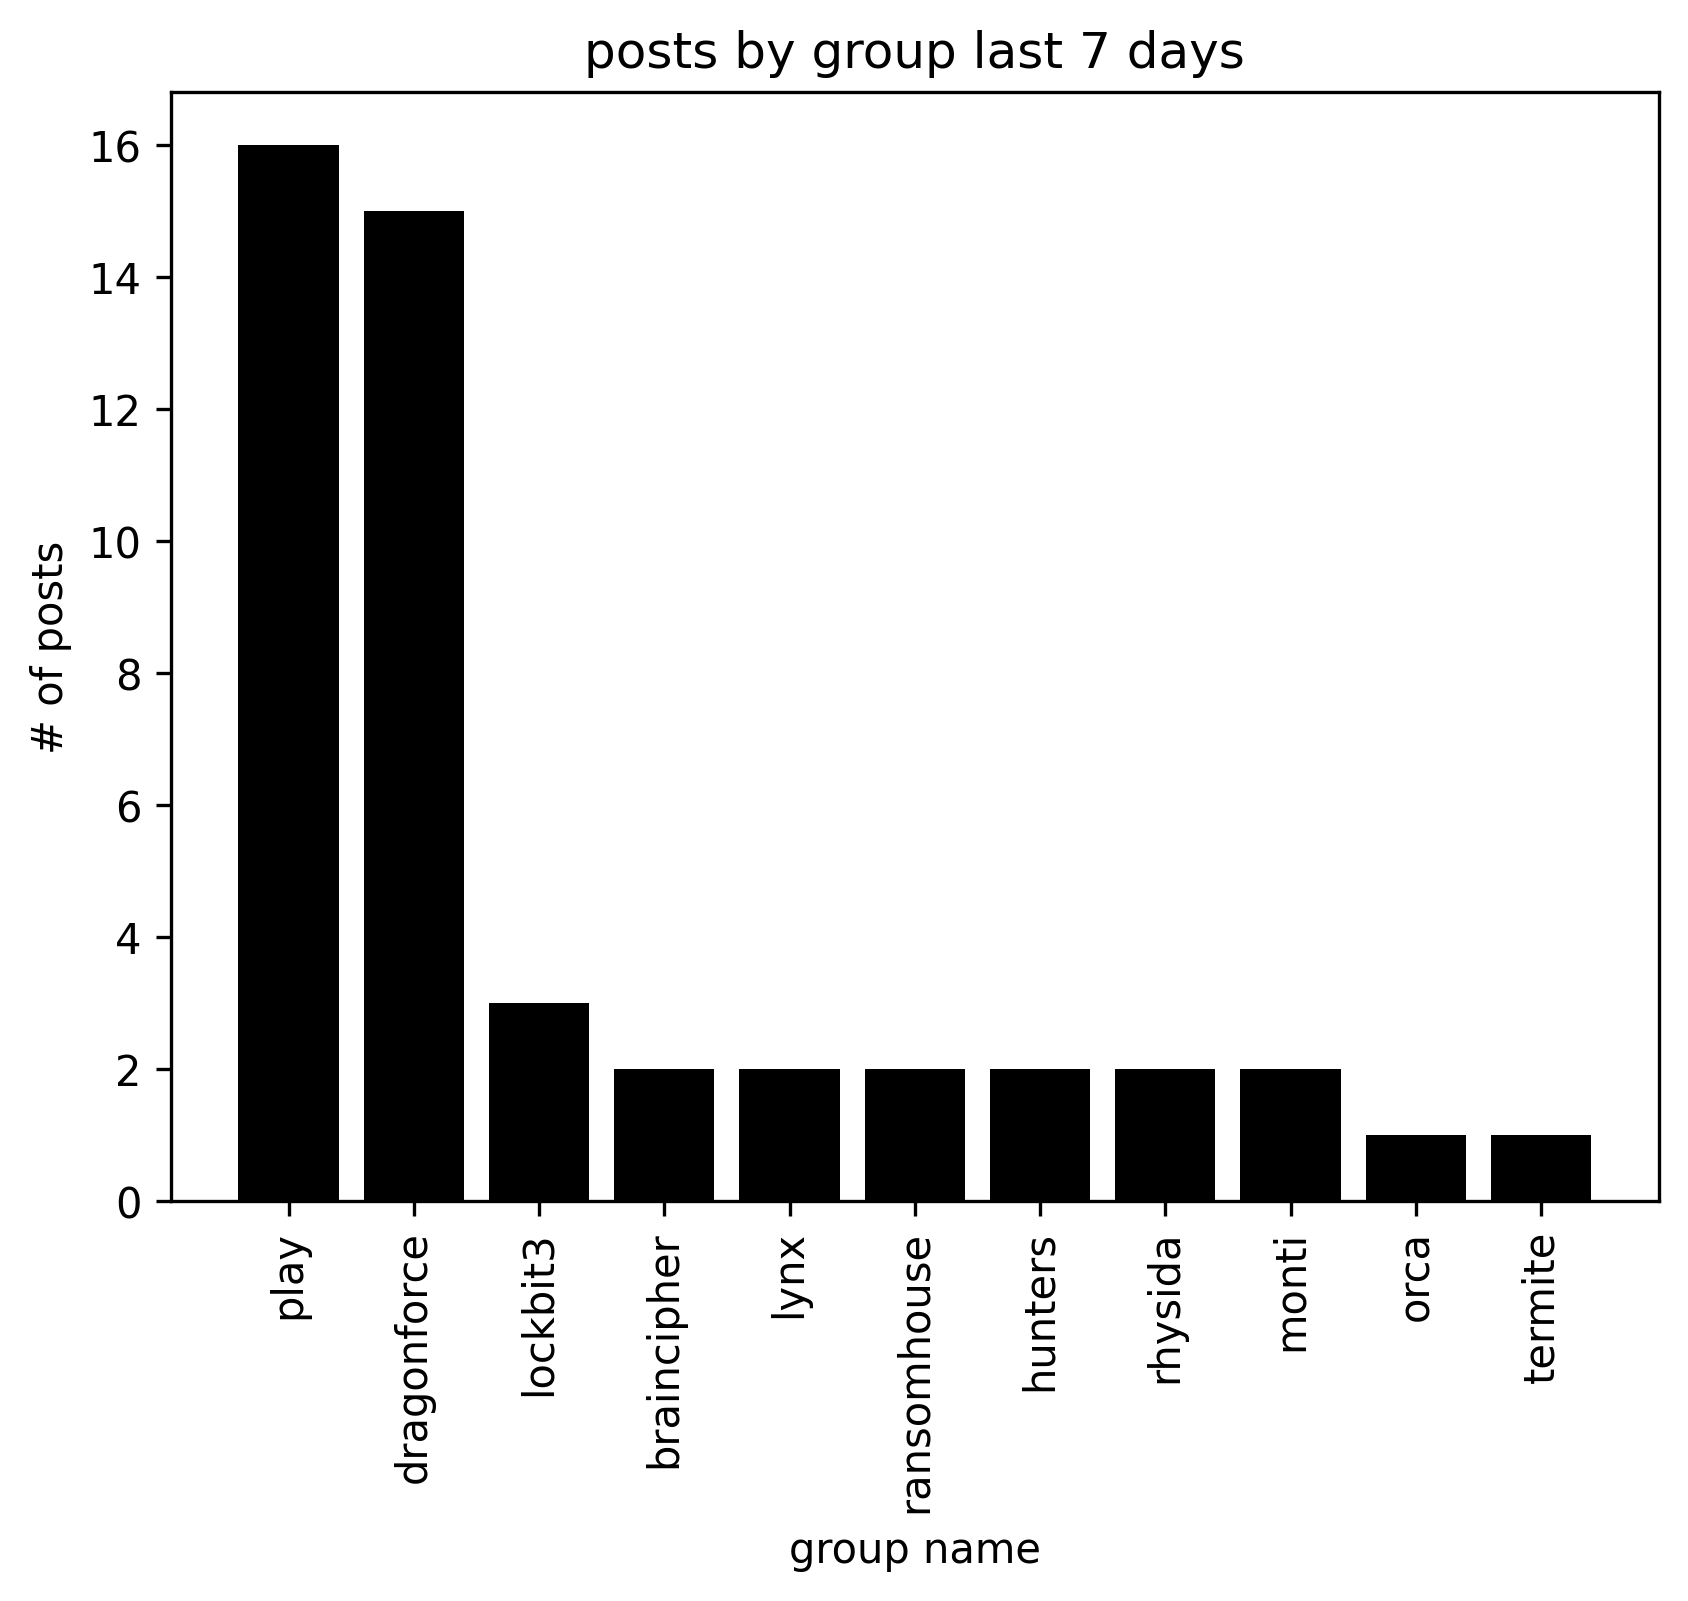 posts by group last 7 days
# of posts
16
14
12
10
8
6
4
2
0
play
dragonforce
lockbit3
braincipher
lynx
ransomhouse
hunters
rhysida
monti
orca
termite
group name